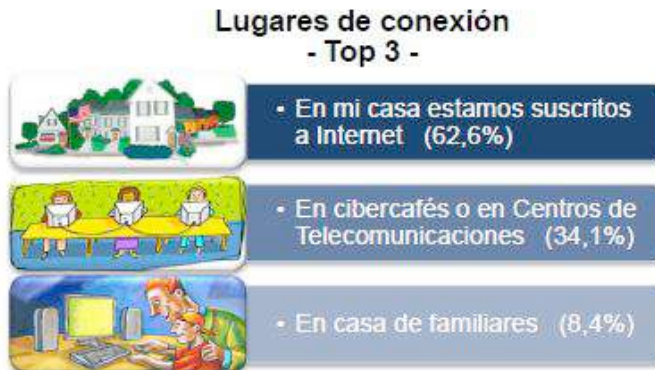 Lugares de conexión
- Top 3 -
• En mi casa estamos suscritos
a Internet (62,6%)
• En cibercafés o en Centros de
Telecomunicaciones (34,1%)
• En casa de familiares (8,4%)